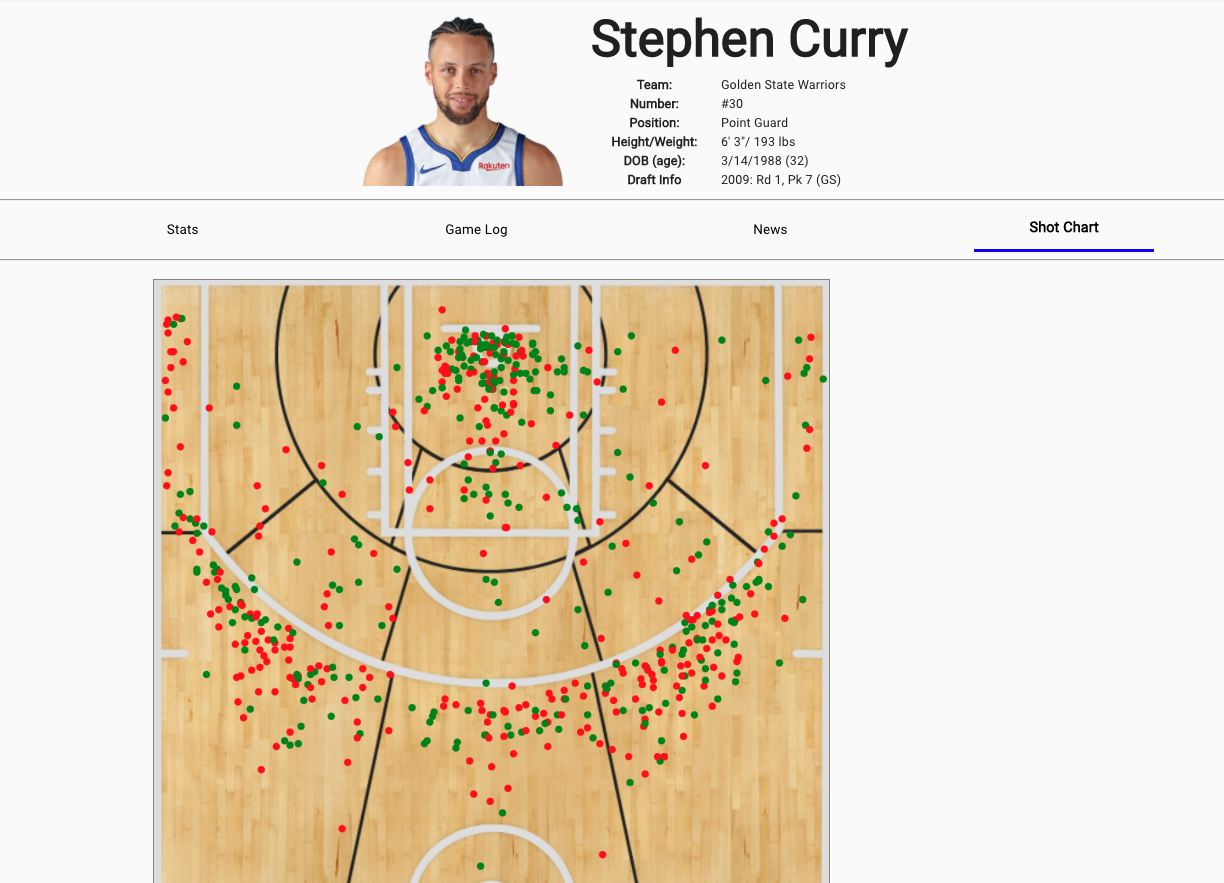 Stephen Curry
Team: Golden State Warriors
Number: #30
Position: Point Guard
Height/Weight: 6' 3"/ 193 lbs
DOB (age): 3/14/1988 (32)
Draft Info 2009: Rd 1, Pk 7 (GS)
Rakuten
Stats Game Log News Shot Chart